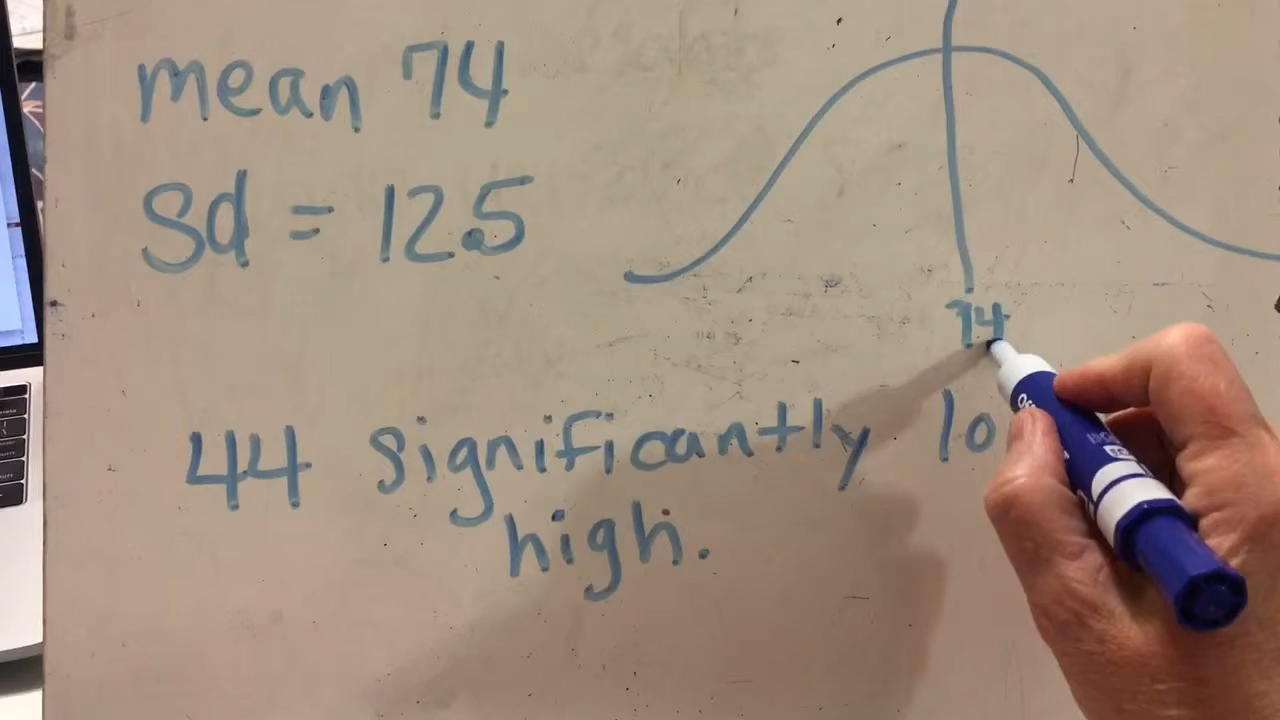 mean 74
Sd = 12.5
74
44 significantly lo
high.